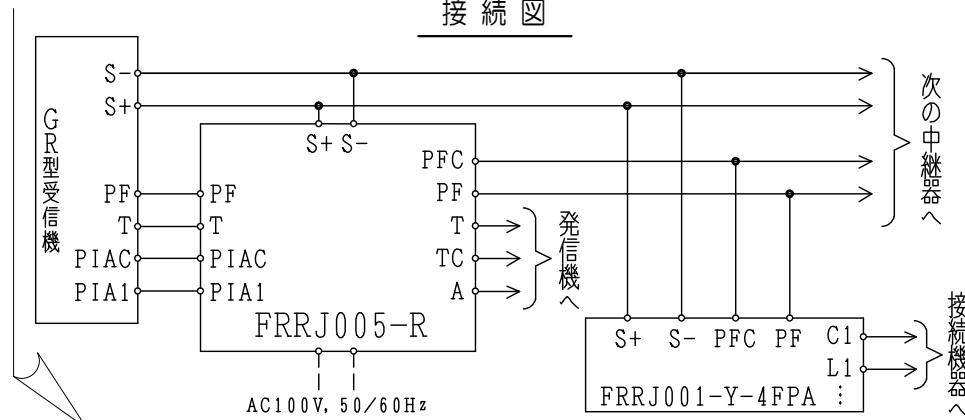 接続図
GR型受信機
S-
S+
PF
T
PIAC
PIA1
S+ S-
PF
T
PIAC
PIA1
PFC
PF
T
TC
A
FRRJ005-R
AC100V, 50/60Hz
発信機へ
次の中継器へ
S+ S- PFC PF
C1
L1
⋮
FRRJ001-Y-4FPA
接続機器へ